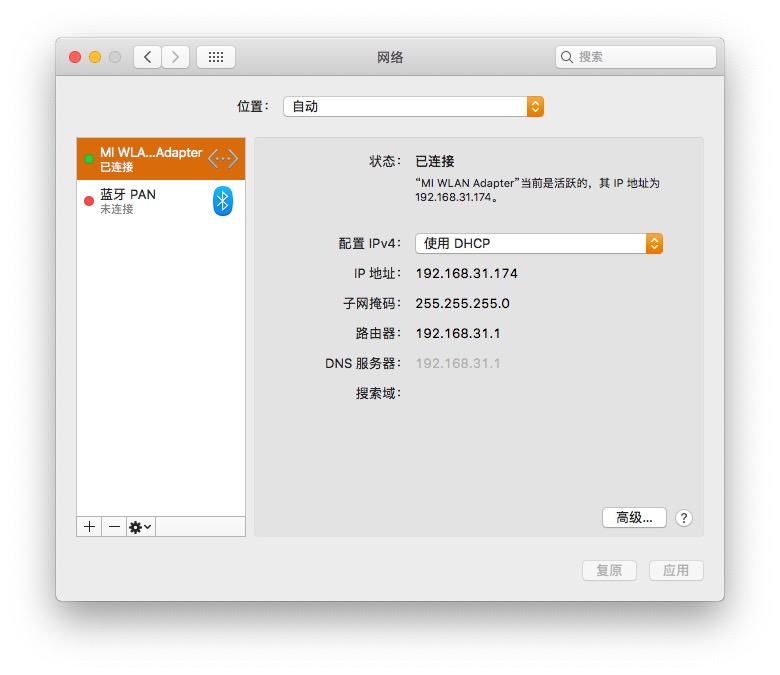 网络
搜索
位置： 自动
MI WLA...Adapter
已连接
蓝牙 PAN
未连接
状态： 已连接
“MI WLAN Adapter”当前是活跃的，其 IP 地址为
192.168.31.174。
配置 IPv4： 使用 DHCP
IP 地址： 192.168.31.174
子网掩码： 255.255.255.0
路由器： 192.168.31.1
DNS 服务器： 192.168.31.1
搜索域：
高级... ?
复原 应用